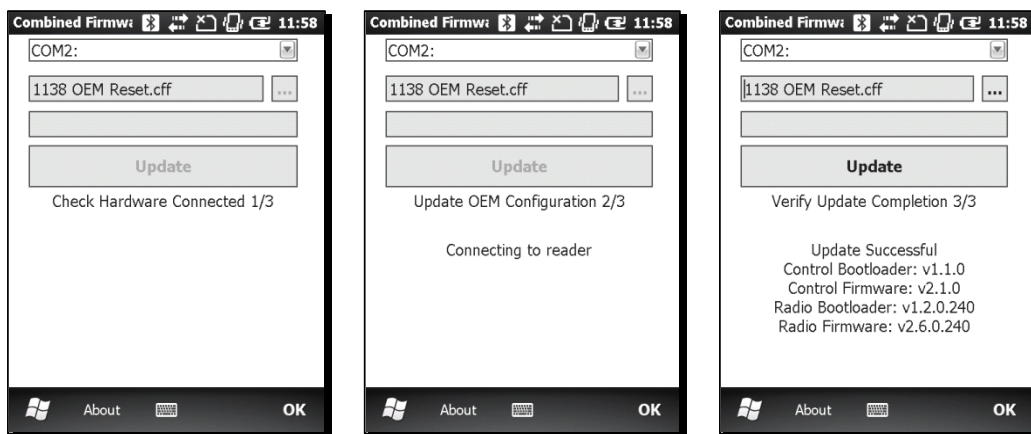 Combined Firmwa 11:58
COM2:
1138 OEM Reset.cff ...
Update
Check Hardware Connected 1/3
About OK
Combined Firmwa 11:58
COM2:
1138 OEM Reset.cff ...
Update
Update OEM Configuration 2/3
Connecting to reader
About OK
Combined Firmwa 11:58
COM2:
1138 OEM Reset.cff ...
Update
Verify Update Completion 3/3
Update Successful
Control Bootloader: v1.1.0
Control Firmware: v2.1.0
Radio Bootloader: v1.2.0.240
Radio Firmware: v2.6.0.240
About OK